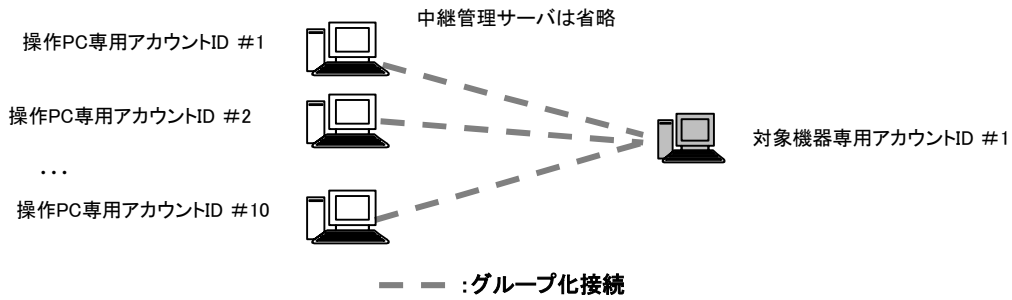 中継管理サーバは省略
操作PC専用アカウントID #1
操作PC専用アカウントID #2
・・・
操作PC専用アカウントID #10
対象機器専用アカウントID #1
:グループ化接続